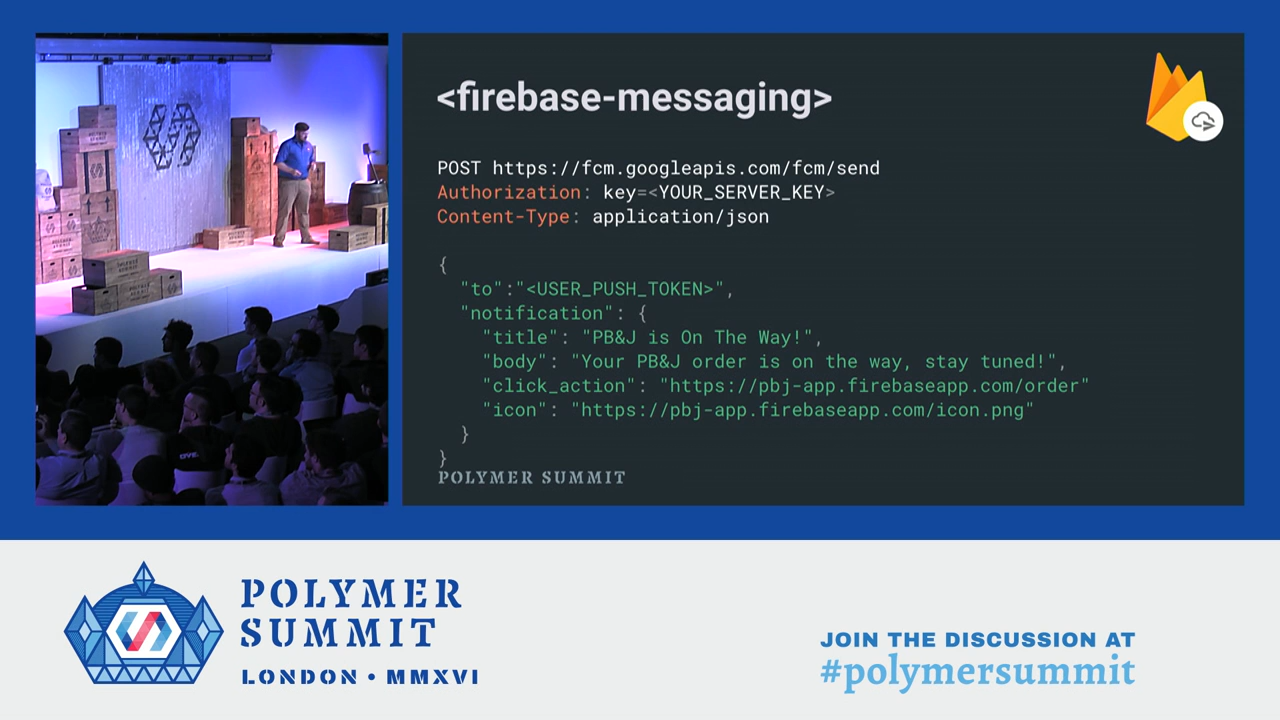 <firebase-messaging>
POST https://fcm.googleapis.com/fcm/send
Authorization: key=<YOUR_SERVER_KEY>
Content-Type: application/json
{
"to":"<USER_PUSH_TOKEN>",
"notification": {
"title": "PB&J is On The Way!",
"body": "Your PB&J order is on the way, stay tuned!",
"click_action": "https://pbj-app.firebaseapp.com/order"
"icon": "https://pbj-app.firebaseapp.com/icon.png"
}
}
POLYMER SUMMIT
POLYMER
SUMMIT
LONDON • MMXVI
JOIN THE DISCUSSION AT
#polymersummit